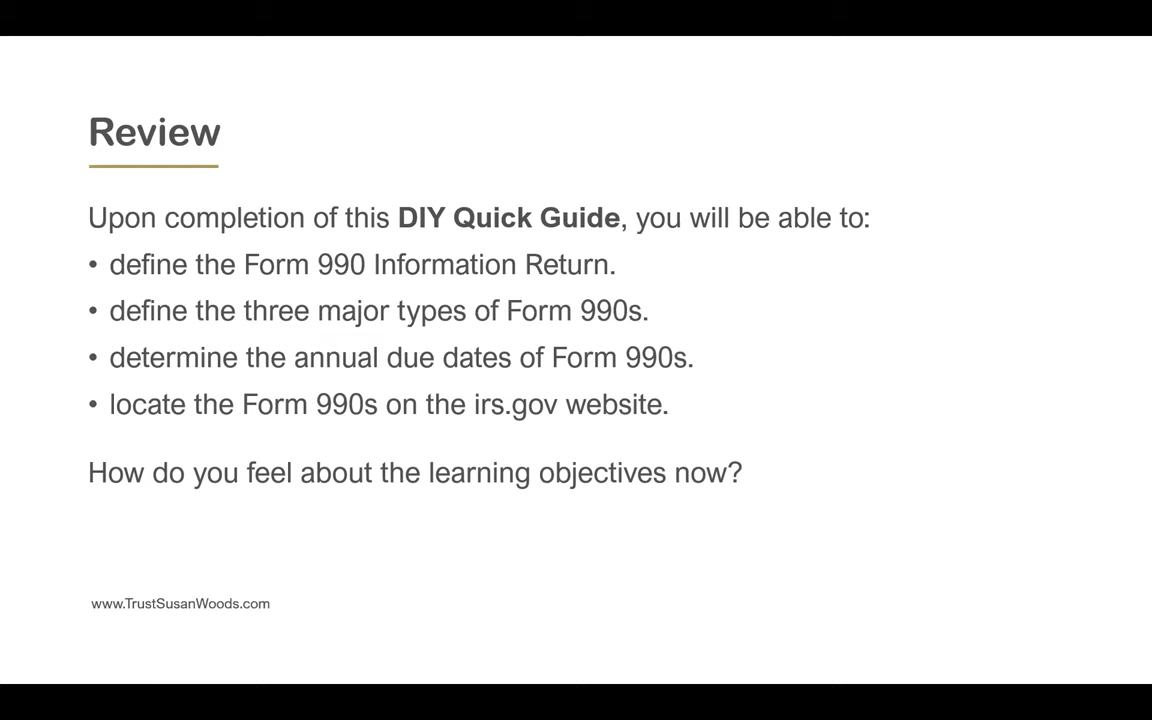 Review
Upon completion of this DIY Quick Guide, you will be able to:
• define the Form 990 Information Return.
• define the three major types of Form 990s.
• determine the annual due dates of Form 990s.
• locate the Form 990s on the irs.gov website.
How do you feel about the learning objectives now?
www.TrustSusanWoods.com